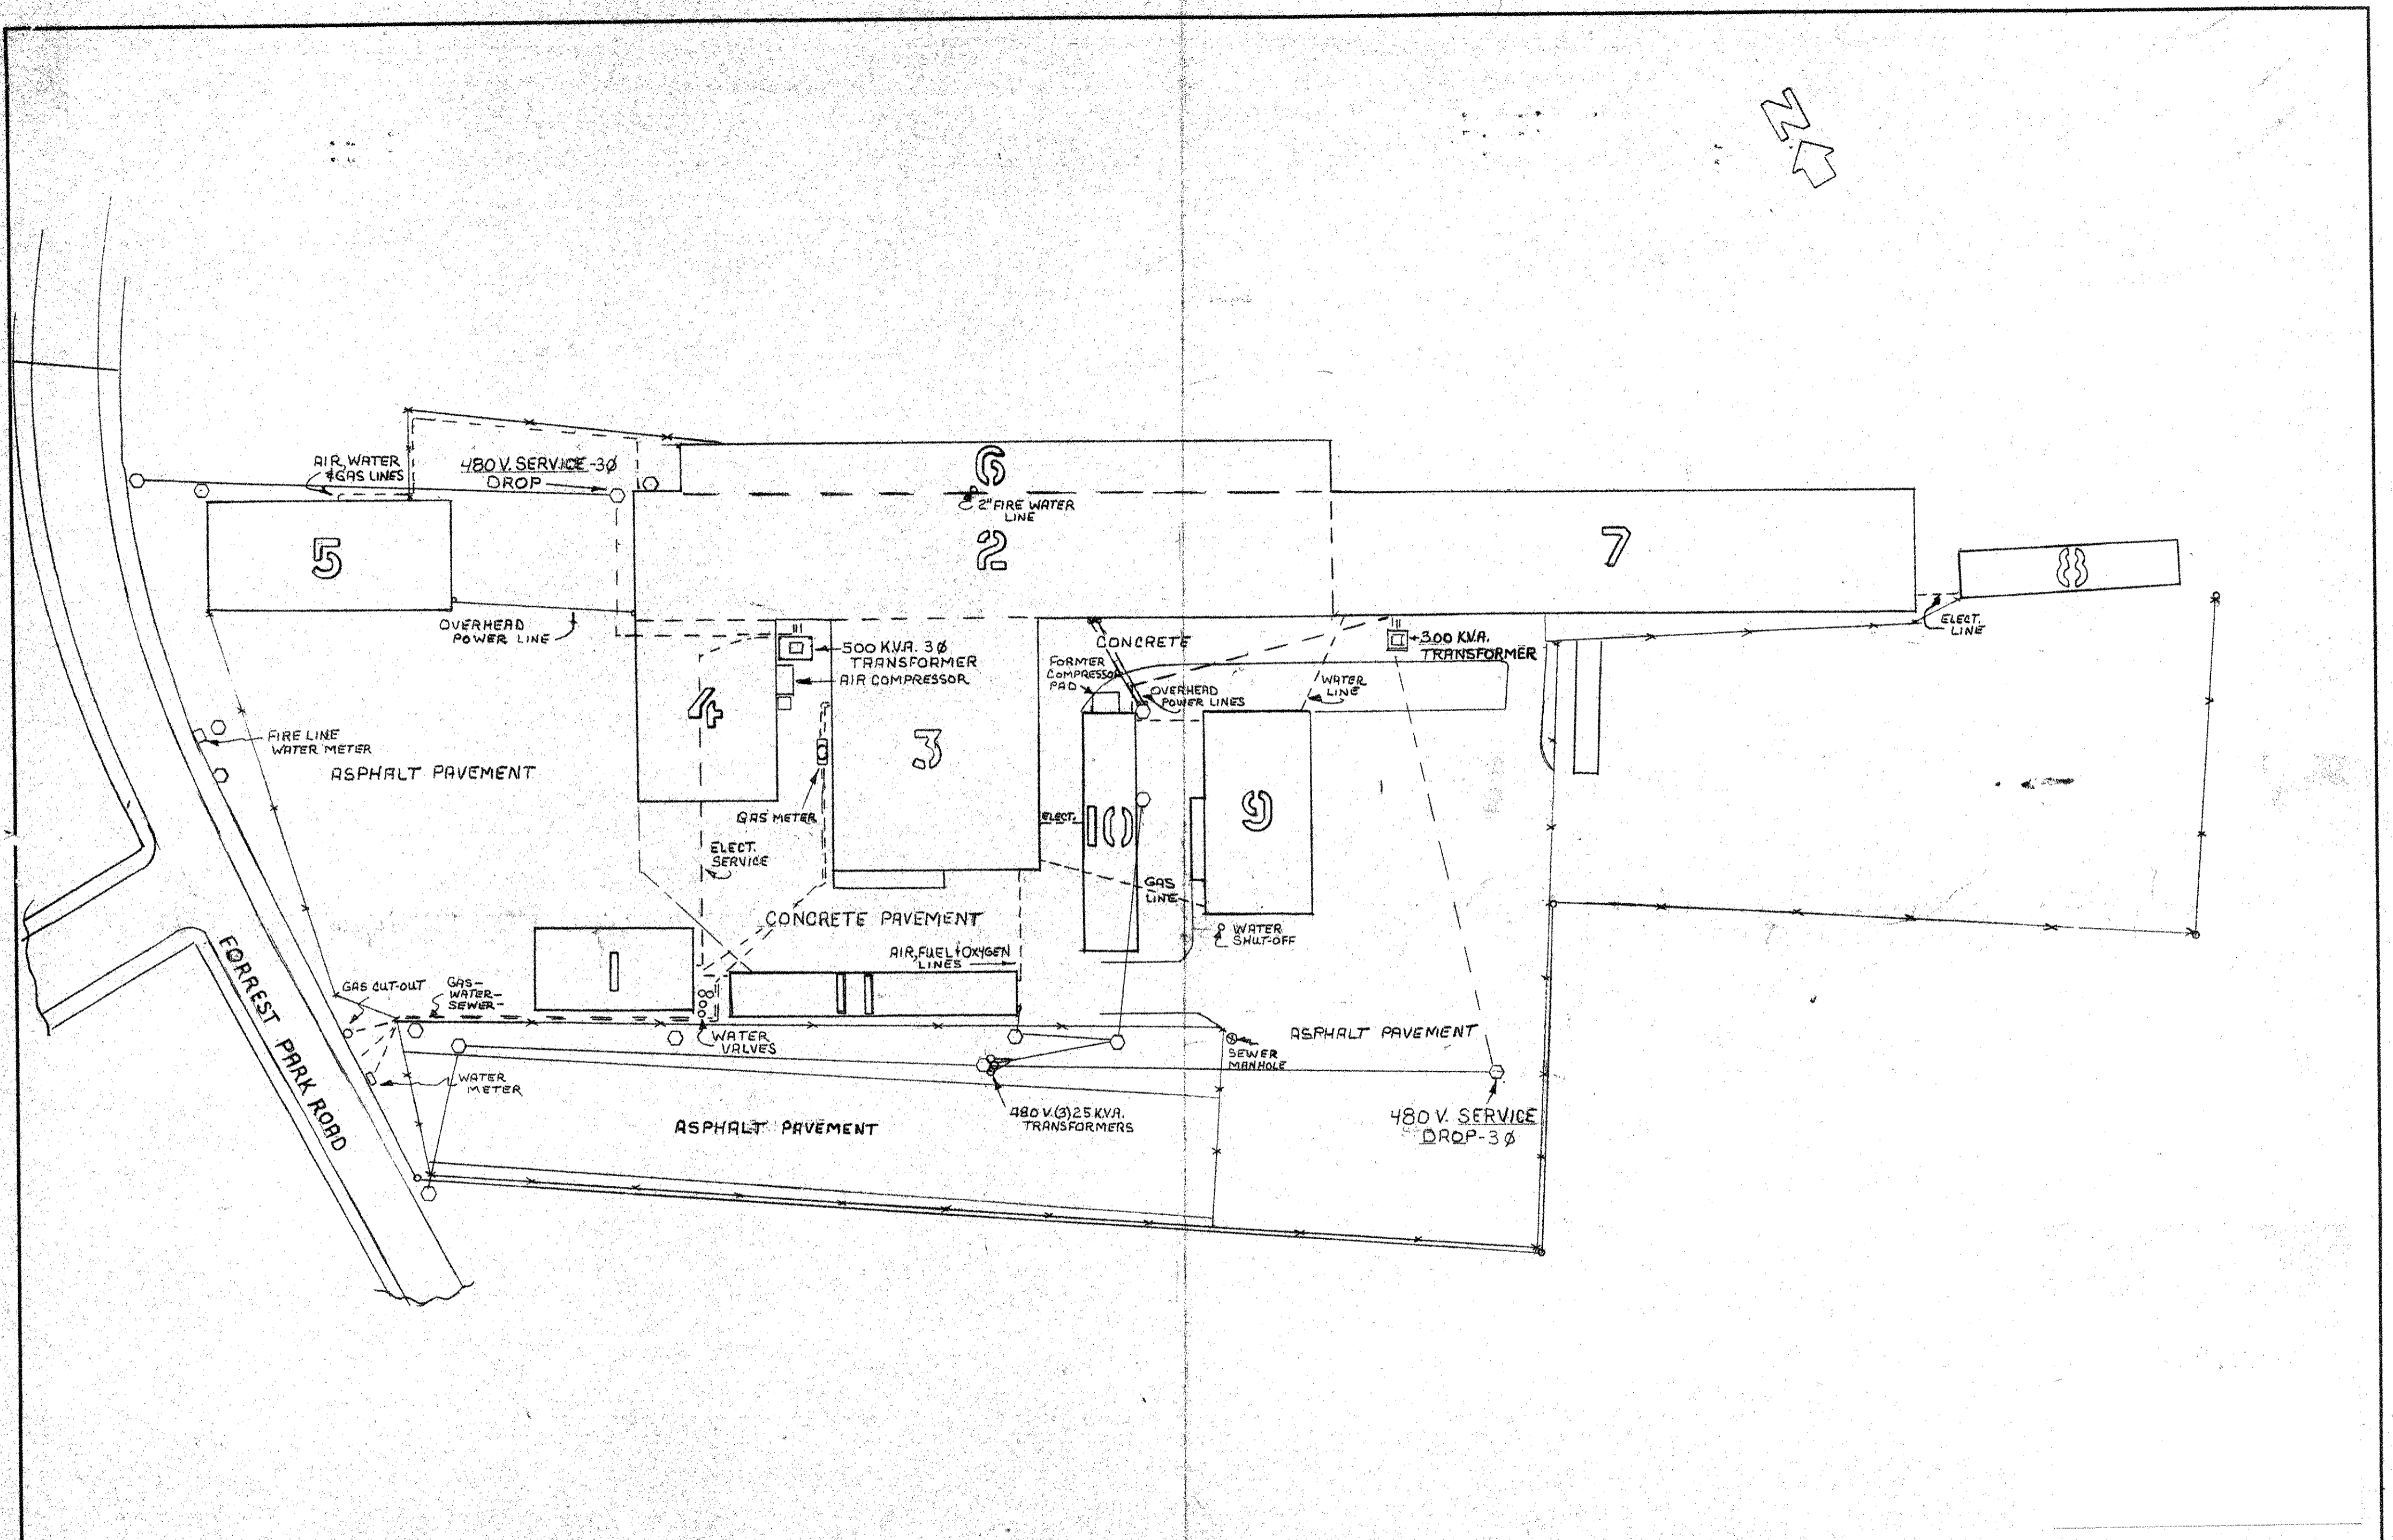 N
AIR, WATER
& GAS LINES
480 V. SERVICE-3Ø
DROP
6
2" FIRE WATER
LINE
5
2
7
8
OVERHEAD
POWER LINE
ELECT.
LINE
500 K.V.A. 3Ø
TRANSFORMER
AIR COMPRESSOR
CONCRETE
300 K.V.A.
TRANSFORMER
FORMER
COMPRESSOR
PAD
OVERHEAD
POWER LINES
WATER
LINE
4
3
FIRE LINE
WATER METER
ASPHALT PAVEMENT
GAS METER
ELECT.
10
9
ELECT.
SERVICE
GAS
LINE
CONCRETE PAVEMENT
WATER
SHUT-OFF
AIR, FUEL & OXYGEN
LINES
1
11
GAS CUT-OUT
GAS-
WATER-
SEWER-
FORREST PARK ROAD
WATER
VALVES
ASPHALT PAVEMENT
SEWER
MANHOLE
WATER
METER
480 V.(3)25 K.V.A.
TRANSFORMERS
480 V. SERVICE
DROP-3Ø
ASPHALT PAVEMENT